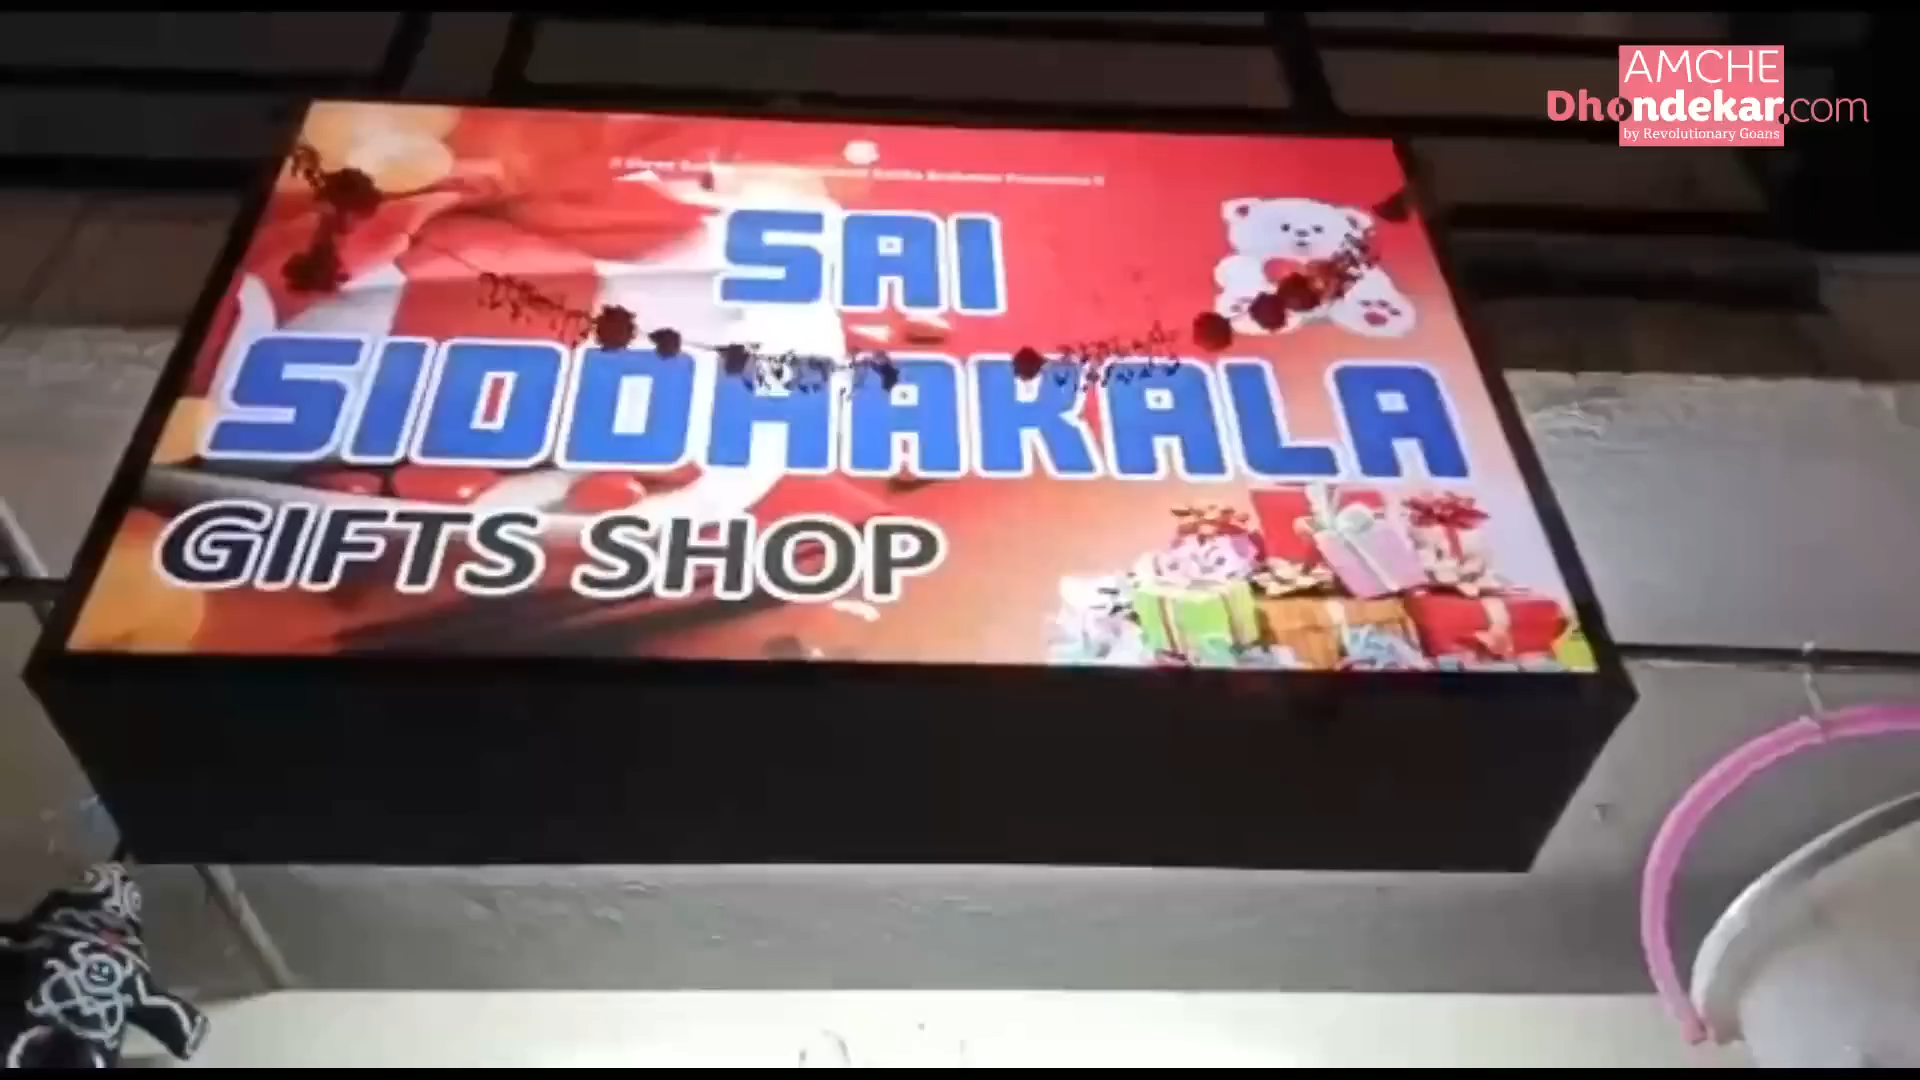 AMCHE
Dhondekar.com
by Revolutionary Goans
SAI
SIDDHAKALA
GIFTS SHOP